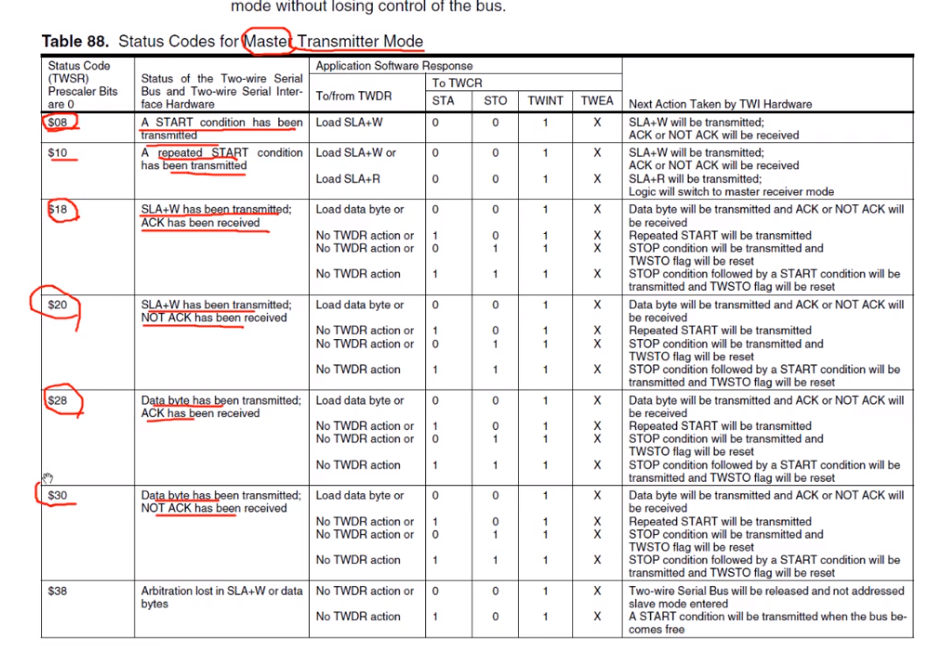 mode without losing control of the bus.
Table 88. Status Codes for Master Transmitter Mode
Status Code
(TWSR)
Prescaler Bits
are 0
Status of the Two-wire Serial
Bus and Two-wire Serial Inter-
face Hardware
Application Software Response
To/from TWDR
To TWCR
STA STO TWINT TWEA
Next Action Taken by TWI Hardware
$08 A START condition has been Load SLA+W 0 0 1 X SLA+W will be transmitted;
transmitted ACK or NOT ACK will be received
$10 A repeated START condition Load SLA+W or 0 0 1 X SLA+W will be transmitted;
has been transmitted ACK or NOT ACK will be received
Load SLA+R 0 0 1 X SLA+R will be transmitted;
Logic will switch to master receiver mode
$18 SLA+W has been transmitted; Load data byte or 0 0 1 X Data byte will be transmitted and ACK or NOT ACK will
ACK has been received be received
No TWDR action or 1 0 1 X Repeated START will be transmitted
No TWDR action or 0 1 1 X STOP condition will be transmitted and
TWSTO flag will be reset
No TWDR action 1 1 1 X STOP condition followed by a START condition will be
transmitted and TWSTO flag will be reset
$20 SLA+W has been transmitted; Load data byte or 0 0 1 X Data byte will be transmitted and ACK or NOT ACK will
NOT ACK has been received be received
No TWDR action or 1 0 1 X Repeated START will be transmitted
No TWDR action or 0 1 1 X STOP condition will be transmitted and
TWSTO flag will be reset
No TWDR action 1 1 1 X STOP condition followed by a START condition will be
transmitted and TWSTO flag will be reset
$28 Data byte has been transmitted; Load data byte or 0 0 1 X Data byte will be transmitted and ACK or NOT ACK will
ACK has been received be received
No TWDR action or 1 0 1 X Repeated START will be transmitted
No TWDR action or 0 1 1 X STOP condition will be transmitted and
TWSTO flag will be reset
No TWDR action 1 1 1 X STOP condition followed by a START condition will be
transmitted and TWSTO flag will be reset
$30 Data byte has been transmitted; Load data byte or 0 0 1 X Data byte will be transmitted and ACK or NOT ACK will
NOT ACK has been received be received
No TWDR action or 1 0 1 X Repeated START will be transmitted
No TWDR action or 0 1 1 X STOP condition will be transmitted and
TWSTO flag will be reset
No TWDR action 1 1 1 X STOP condition followed by a START condition will be
transmitted and TWSTO flag will be reset
$38 Arbitration lost in SLA+W or data No TWDR action or 0 0 1 X Two-wire Serial Bus will be released and not addressed
bytes slave mode entered
No TWDR action 1 0 1 X A START condition will be transmitted when the bus be-
comes free